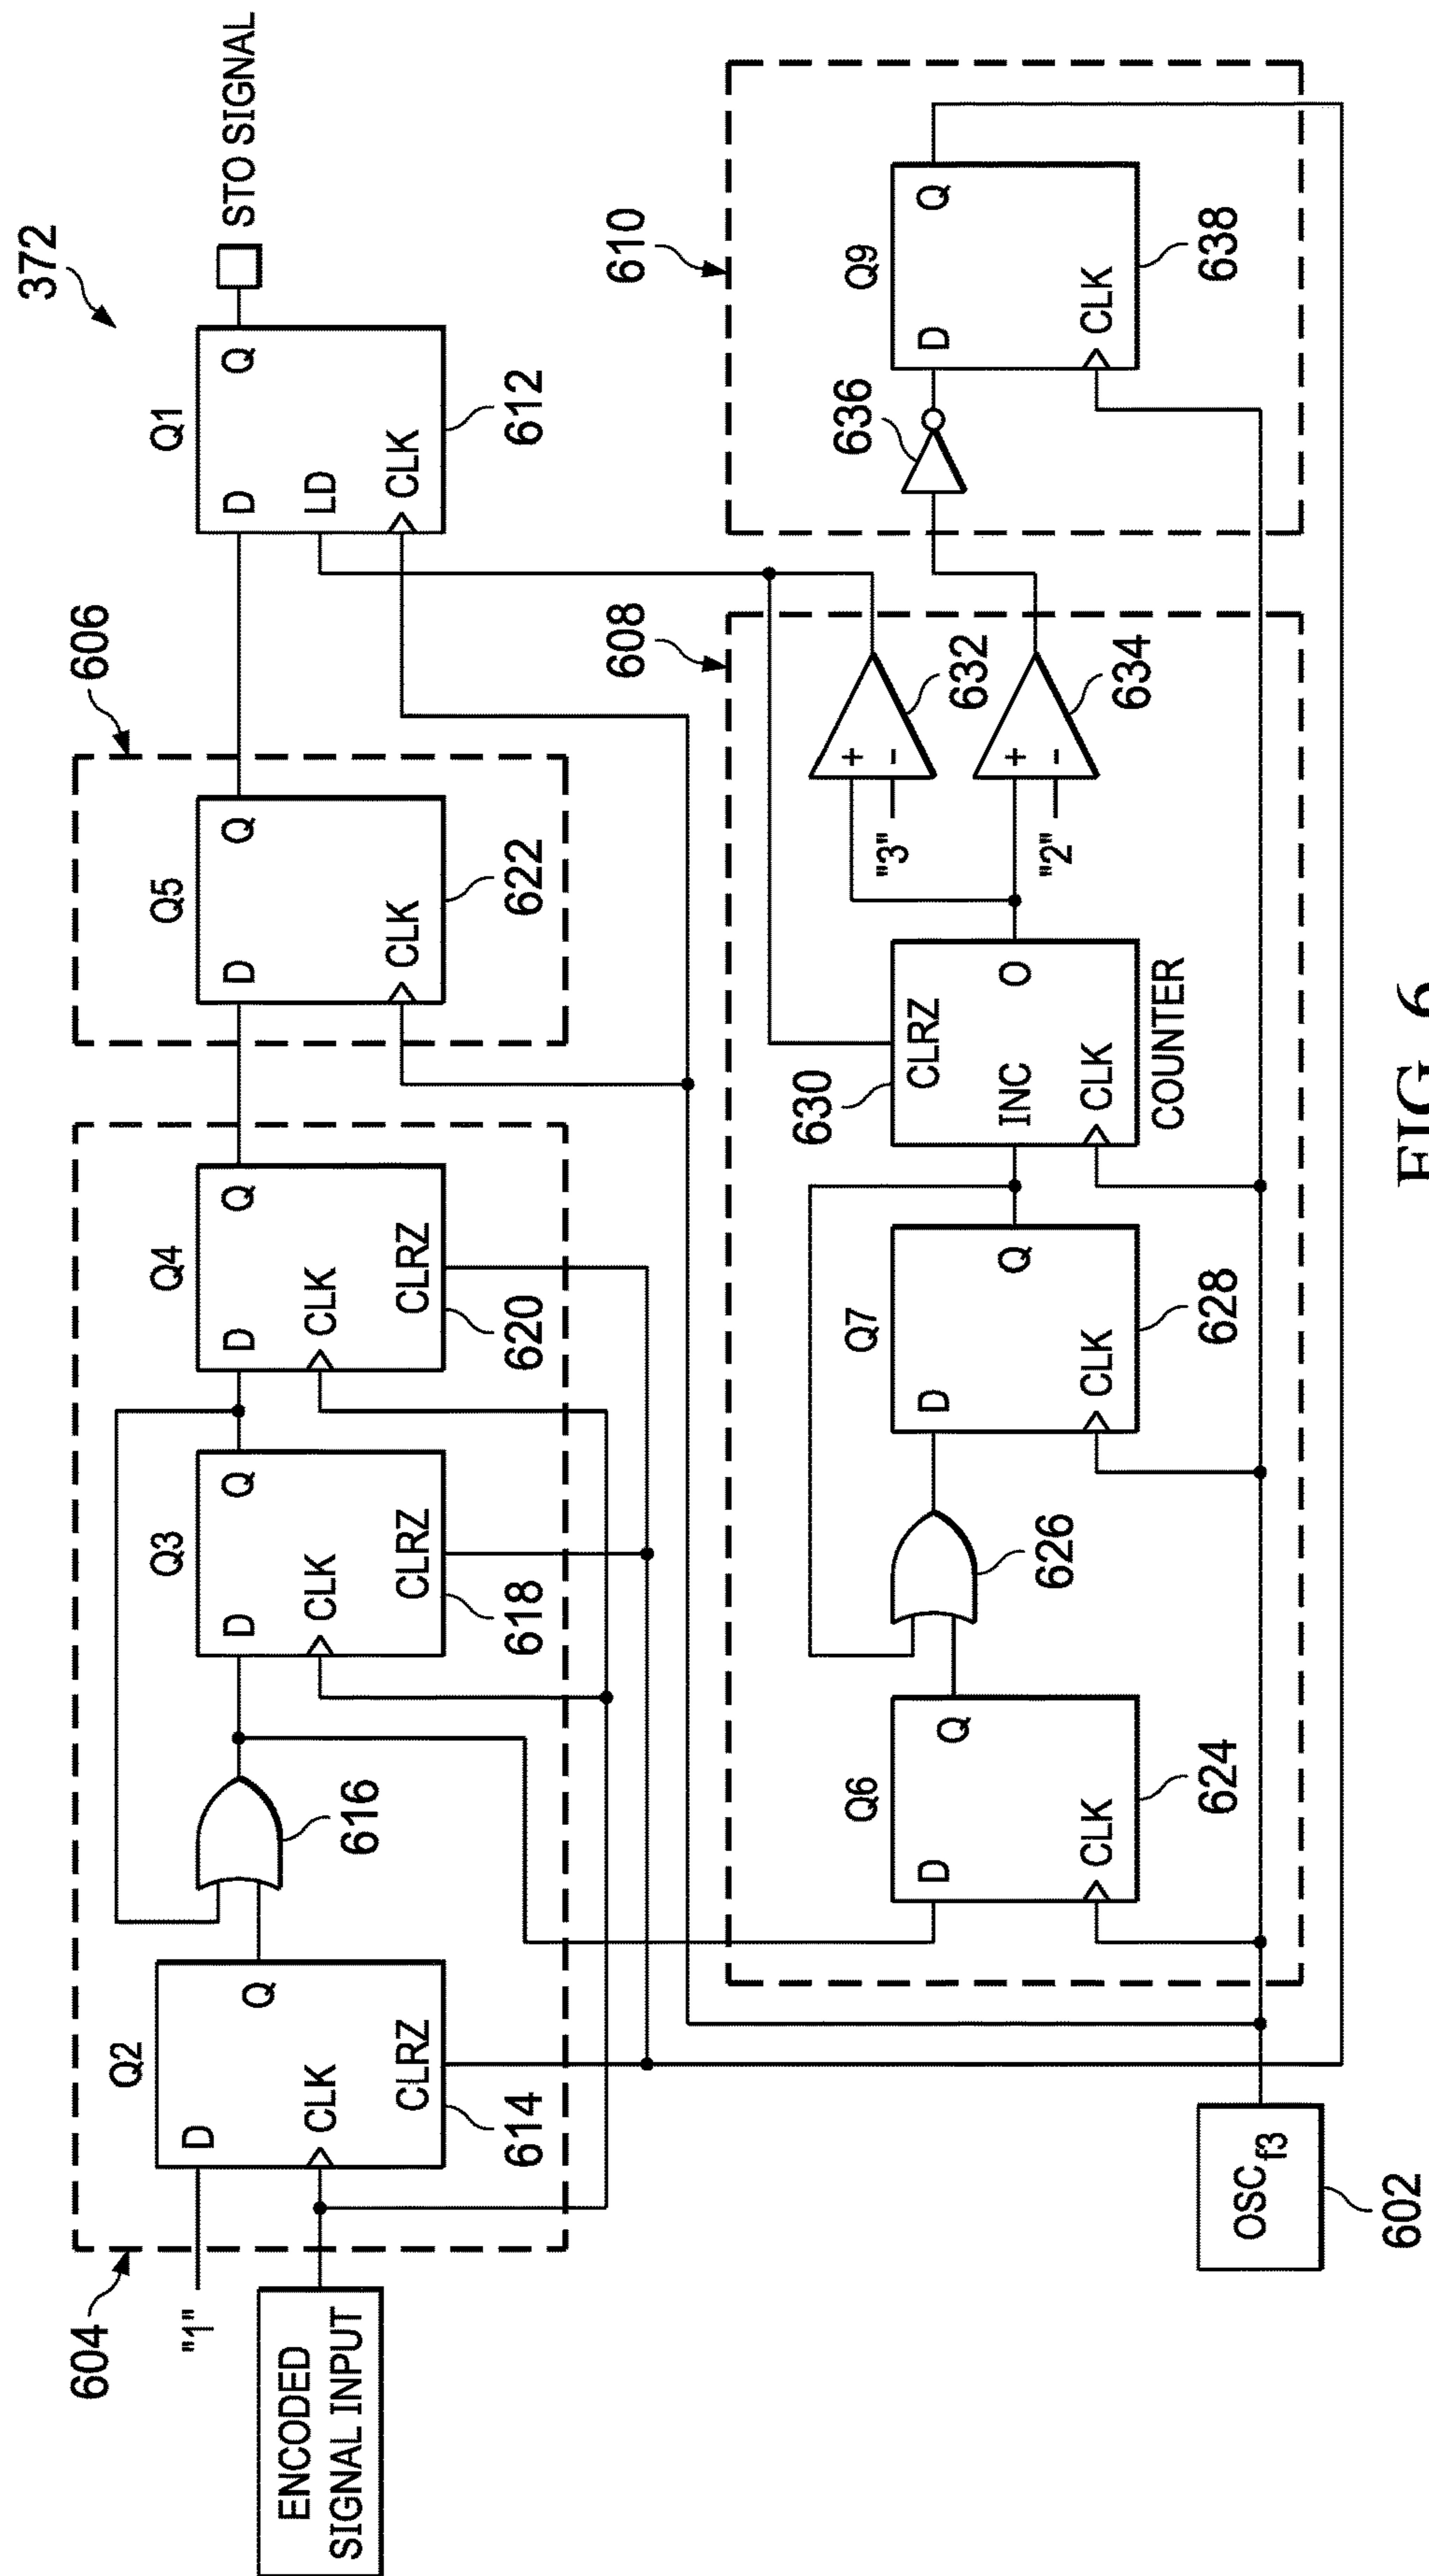 372
604
606
"1"
ENCODED
SIGNAL INPUT
Q2
D
Q
CLK
CLRZ
614
616
Q3
D
Q
CLK
CLRZ
618
Q4
D
Q
CLK
CLRZ
620
Q5
D
Q
CLK
622
Q1
D
Q
LD
CLK
612
STO SIGNAL
608
610
Q6
D
Q
CLK
624
626
Q7
D
Q
CLK
628
630
CLRZ
INC
O
CLK
COUNTER
"3"
+
-
632
"2"
+
-
634
636
Q9
D
Q
CLK
638
OSCf3
602
FIG. 6